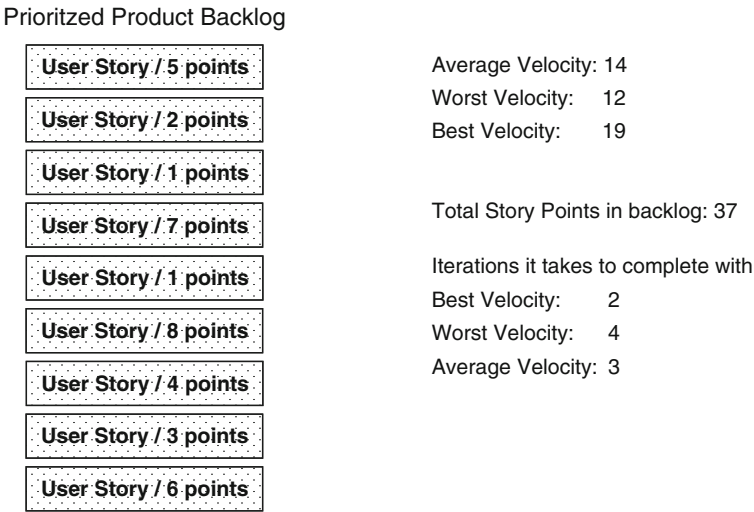 Prioritzed Product Backlog
User Story / 5 points
User Story / 2 points
User Story / 1 points
User Story / 7 points
User Story / 1 points
User Story / 8 points
User Story / 4 points
User Story / 3 points
User Story / 6 points
Average Velocity: 14
Worst Velocity: 12
Best Velocity: 19
Total Story Points in backlog: 37
Iterations it takes to complete with
Best Velocity: 2
Worst Velocity: 4
Average Velocity: 3